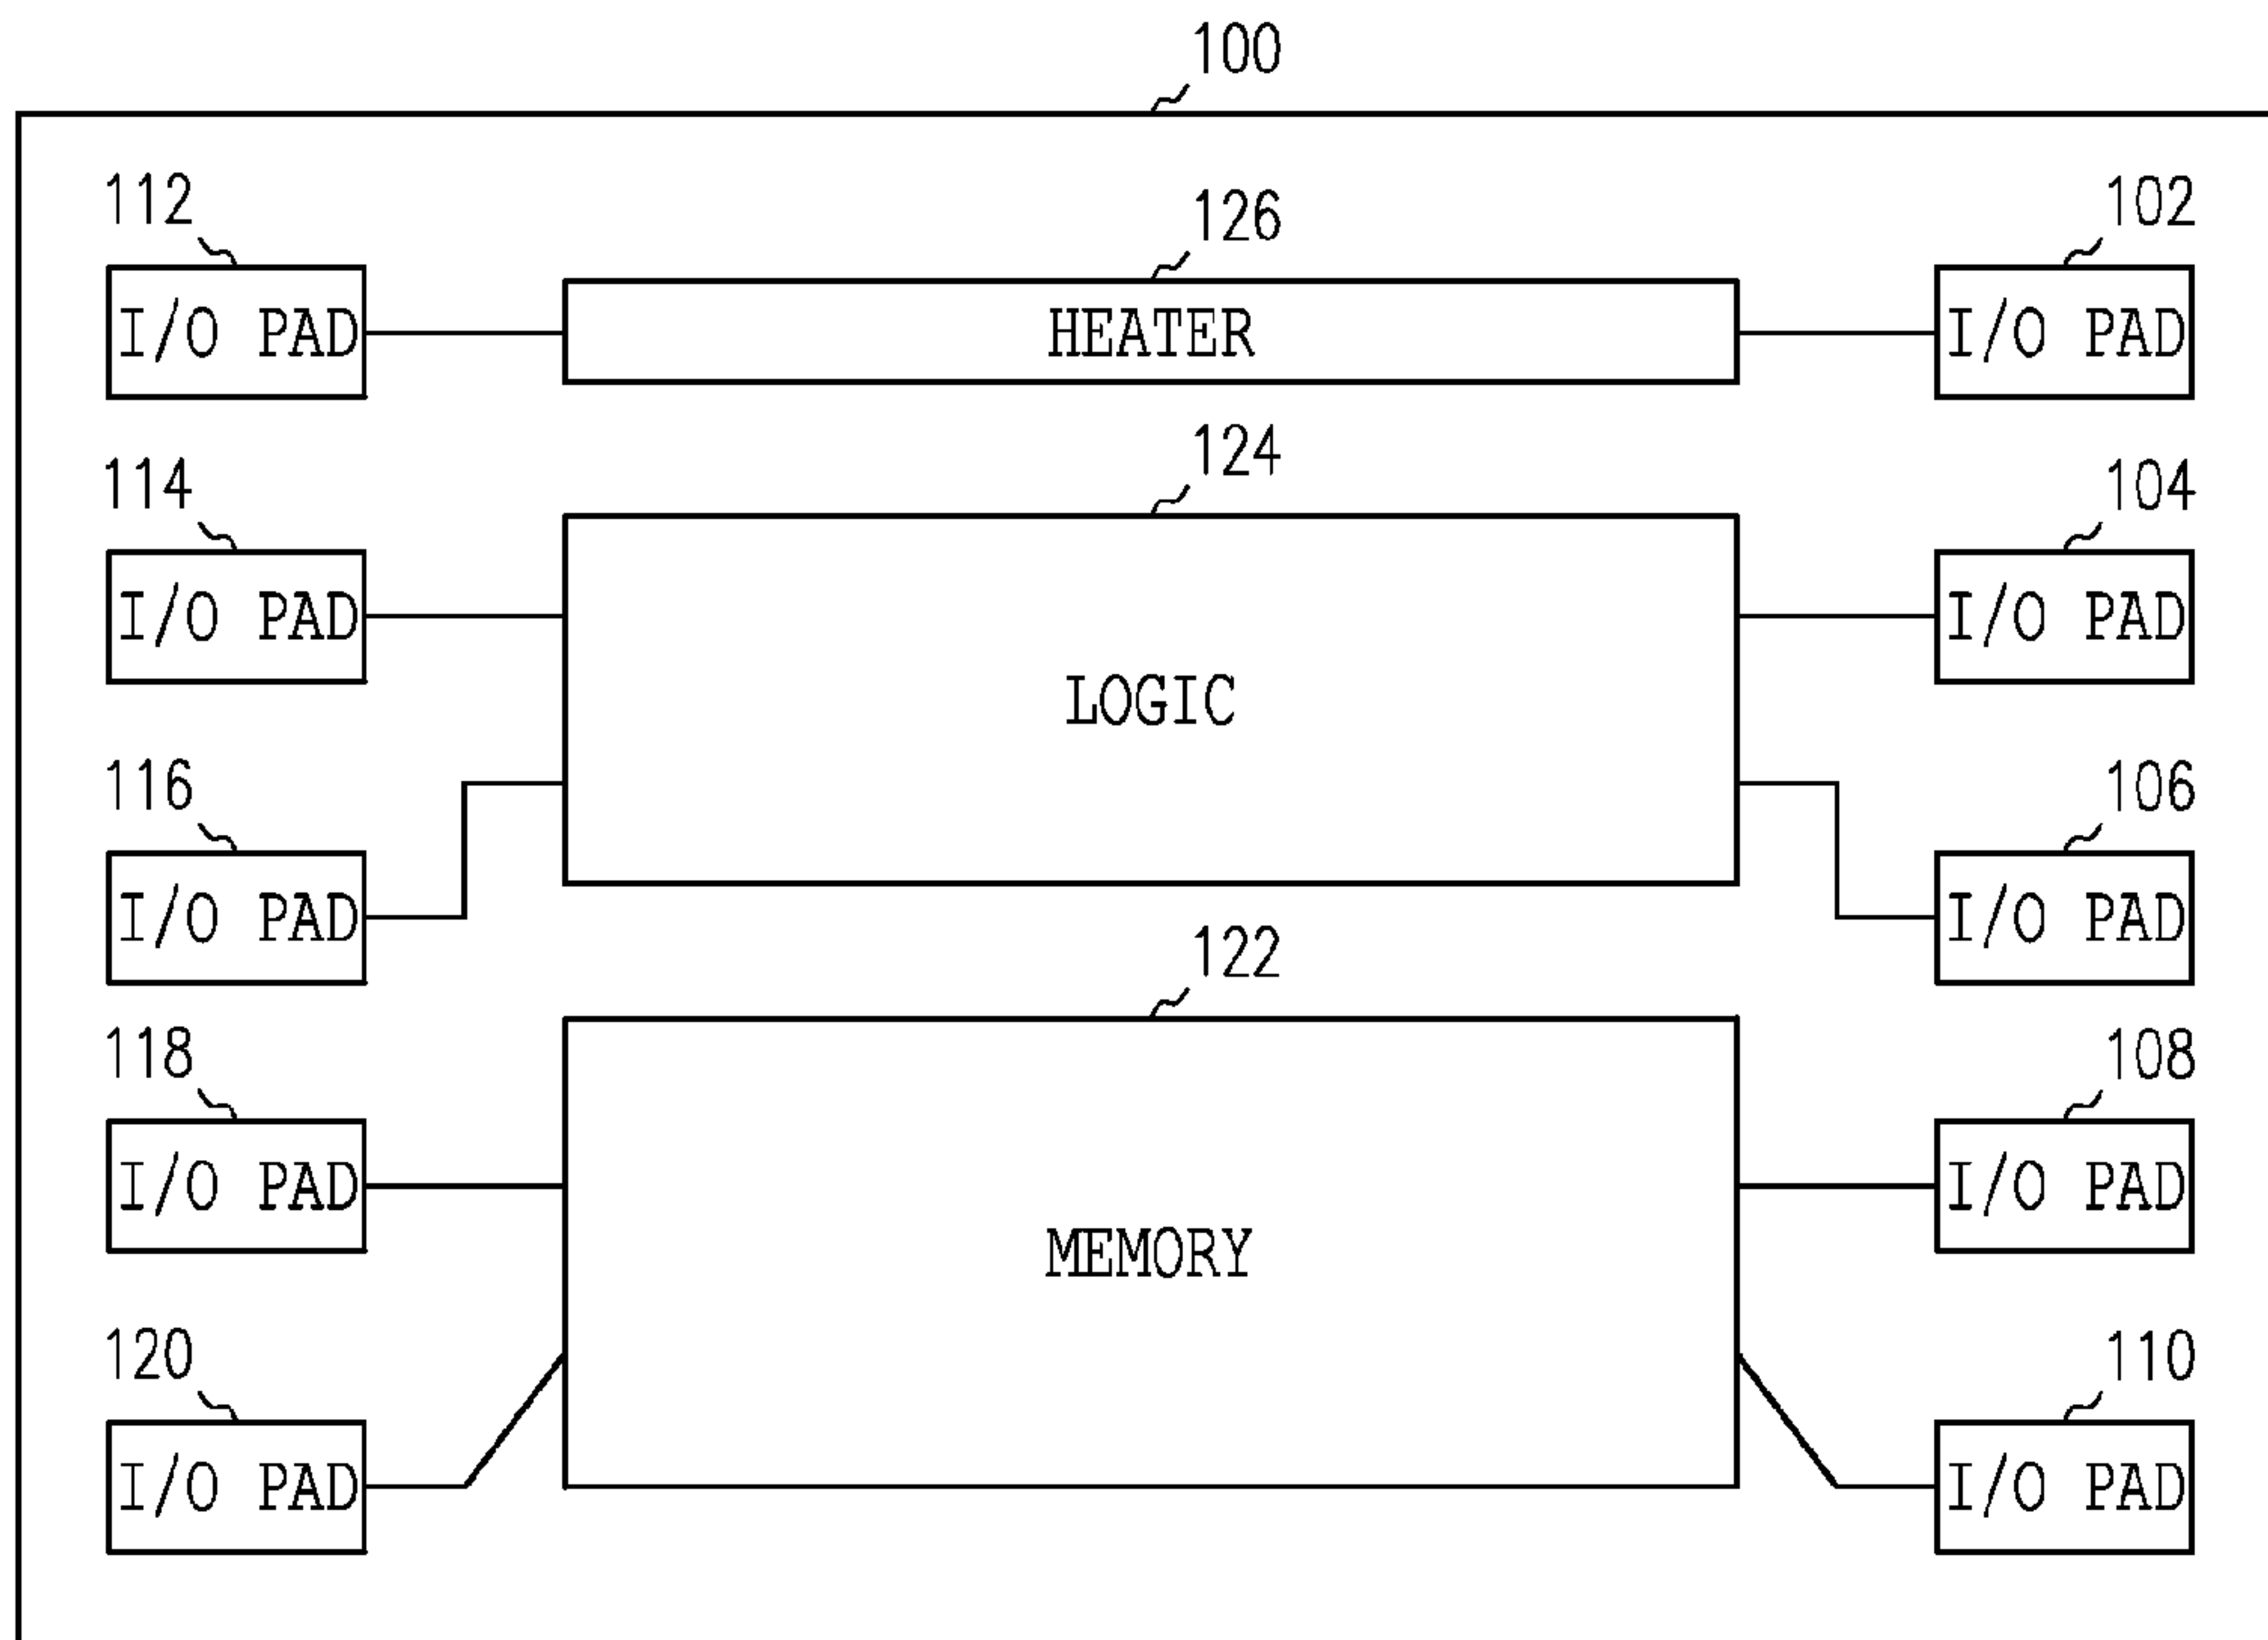 100
112
126
102
I/O PAD
HEATER
I/O PAD
114
124
104
I/O PAD
LOGIC
I/O PAD
116
106
I/O PAD
I/O PAD
122
118
108
I/O PAD
MEMORY
I/O PAD
120
110
I/O PAD
I/O PAD